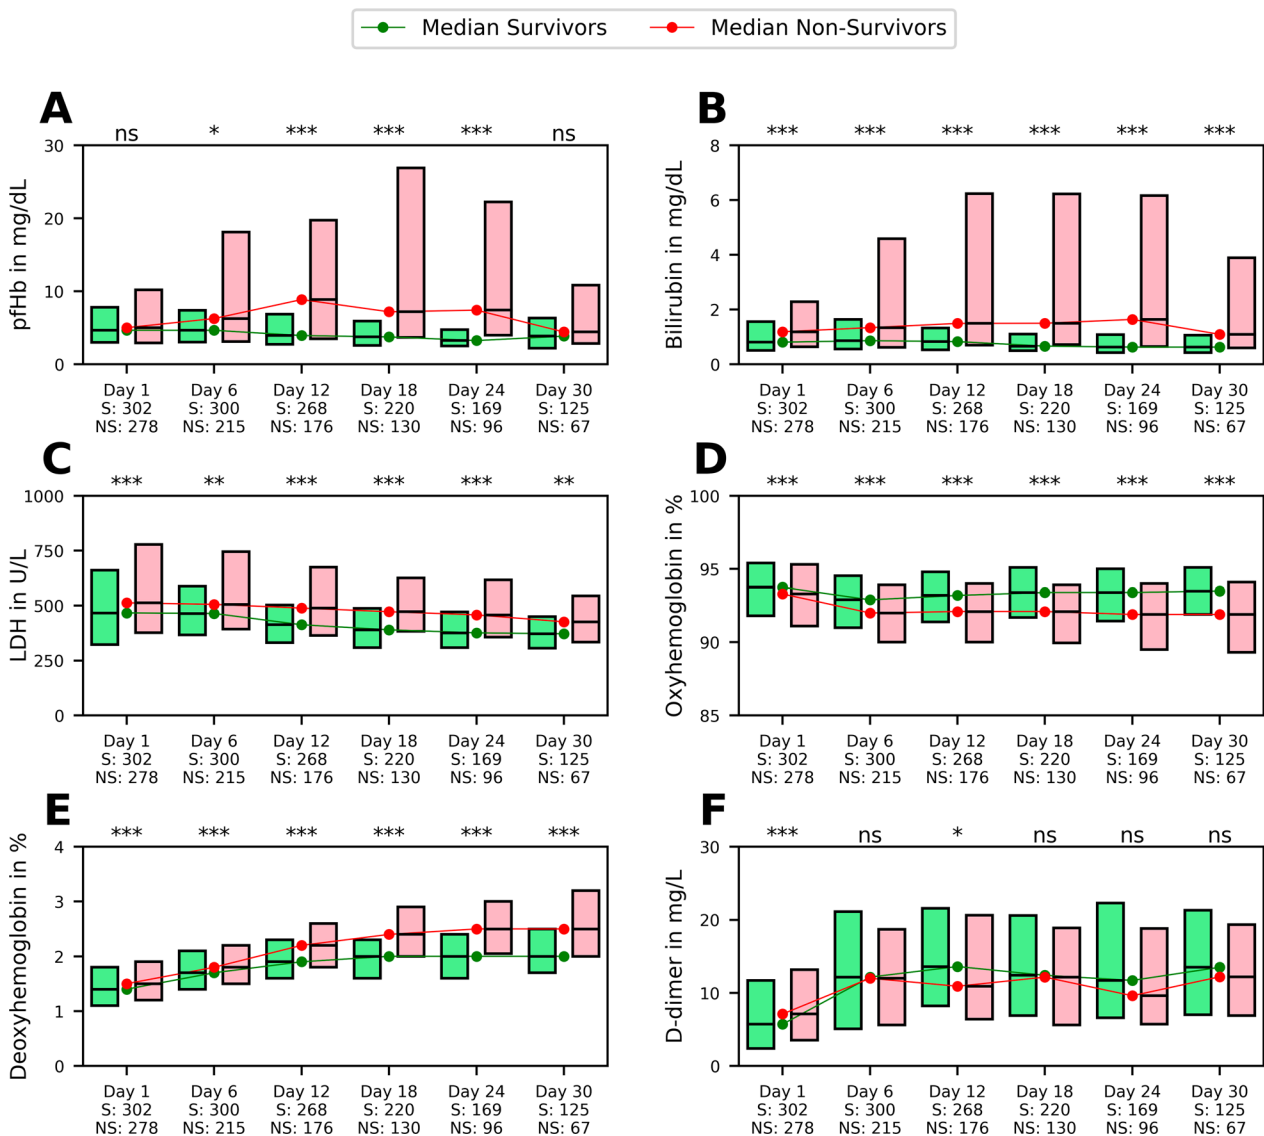 Median Survivors Median Non-Survivors
A
ns * *** *** *** ns
pfHb in mg/dL
30
20
10
0
Day 1 Day 6 Day 12 Day 18 Day 24 Day 30
S: 302 S: 300 S: 268 S: 220 S: 169 S: 125
NS: 278 NS: 215 NS: 176 NS: 130 NS: 96 NS: 67
B
*** *** *** *** *** ***
Bilirubin in mg/dL
8
6
4
2
0
Day 1 Day 6 Day 12 Day 18 Day 24 Day 30
S: 302 S: 300 S: 268 S: 220 S: 169 S: 125
NS: 278 NS: 215 NS: 176 NS: 130 NS: 96 NS: 67
C
*** ** *** *** *** **
LDH in U/L
1000
750
500
250
0
Day 1 Day 6 Day 12 Day 18 Day 24 Day 30
S: 302 S: 300 S: 268 S: 220 S: 169 S: 125
NS: 278 NS: 215 NS: 176 NS: 130 NS: 96 NS: 67
D
*** *** *** *** *** ***
Oxyhemoglobin in %
100
95
90
85
Day 1 Day 6 Day 12 Day 18 Day 24 Day 30
S: 302 S: 300 S: 268 S: 220 S: 169 S: 125
NS: 278 NS: 215 NS: 176 NS: 130 NS: 96 NS: 67
E
*** *** *** *** *** ***
Deoxyhemoglobin in %
4
3
2
1
0
Day 1 Day 6 Day 12 Day 18 Day 24 Day 30
S: 302 S: 300 S: 268 S: 220 S: 169 S: 125
NS: 278 NS: 215 NS: 176 NS: 130 NS: 96 NS: 67
F
*** ns * ns ns ns
D-dimer in mg/L
30
20
10
0
Day 1 Day 6 Day 12 Day 18 Day 24 Day 30
S: 302 S: 300 S: 268 S: 220 S: 169 S: 125
NS: 278 NS: 215 NS: 176 NS: 130 NS: 96 NS: 67